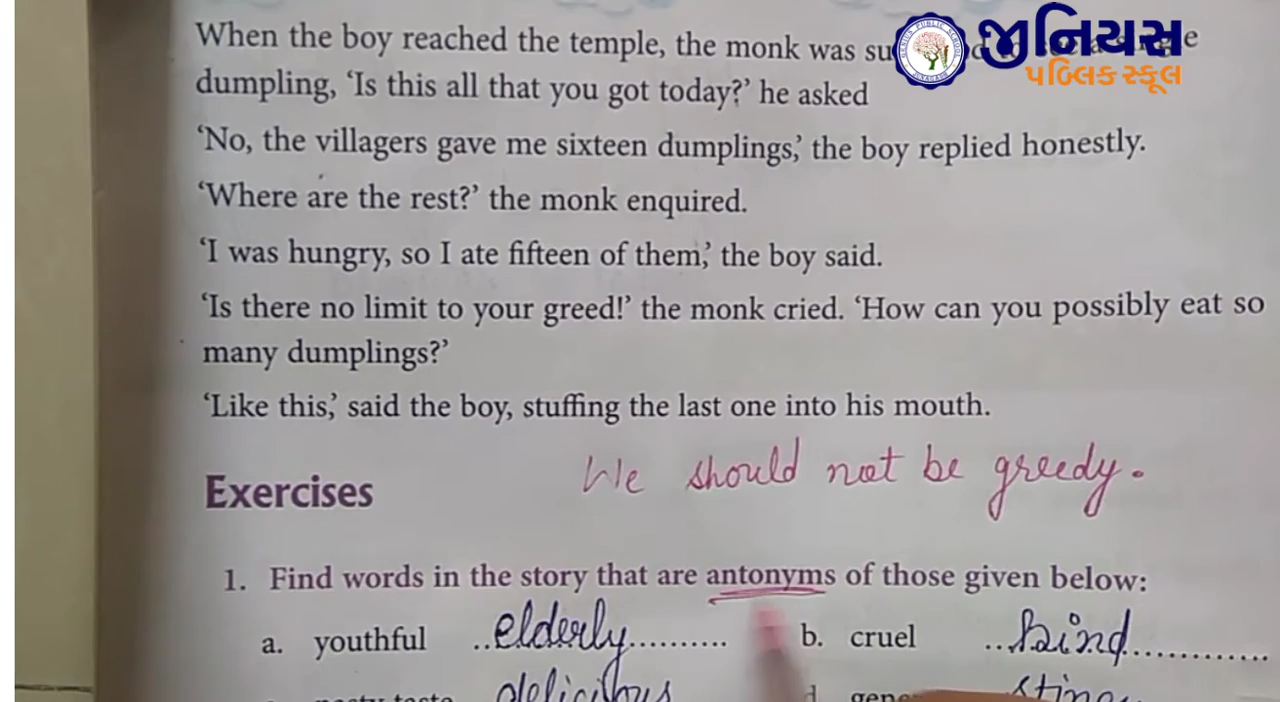 જીનિયસ
પબ્લિક સ્કૂલ
When the boy reached the temple, the monk was
dumpling, ‘Is this all that you got today?’ he asked
‘No, the villagers gave me sixteen dumplings,’ the boy replied honestly.
‘Where are the rest?’ the monk enquired.
‘I was hungry, so I ate fifteen of them,’ the boy said.
‘Is there no limit to your greed!’ the monk cried. ‘How can you possibly eat so
many dumplings?’
‘Like this,’ said the boy, stuffing the last one into his mouth.
We should not be greedy.
Exercises
1. Find words in the story that are antonyms of those given below:
a. youthful ..elderly.......... b. cruel ..kind.............
delicious